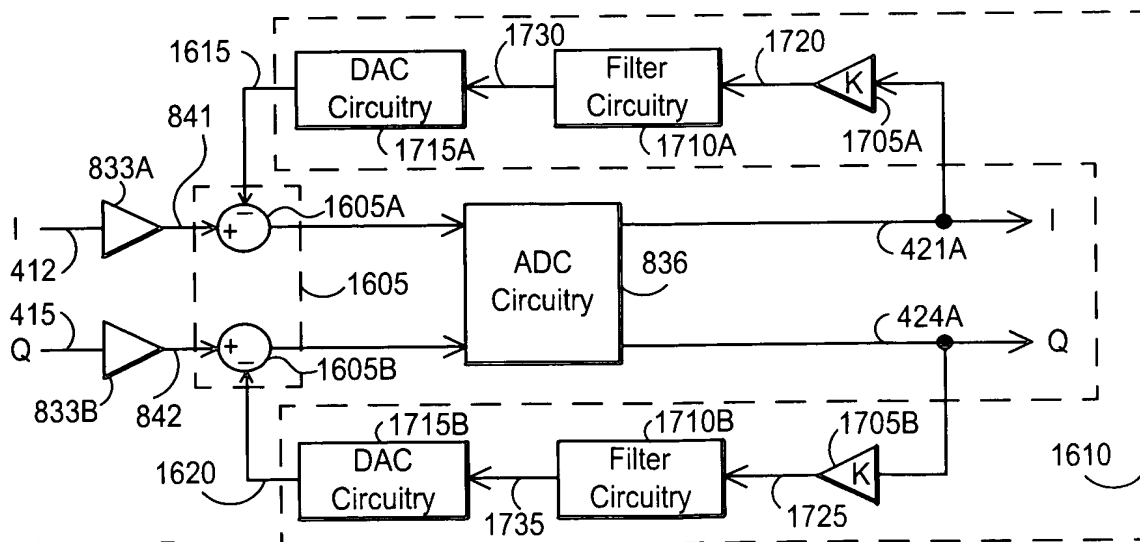 1615
1730
1720
DAC
Circuitry
Filter
Circuitry
K
841
833A
1715A
1710A
1705A
I
412
+
−
1605A
ADC
Circuitry
421A
I
836
1605
415
Q
833B
842
+
−
1605B
424A
Q
1715B
1710B
1705B
1620
DAC
Circuitry
Filter
Circuitry
K
1735
1725
1610